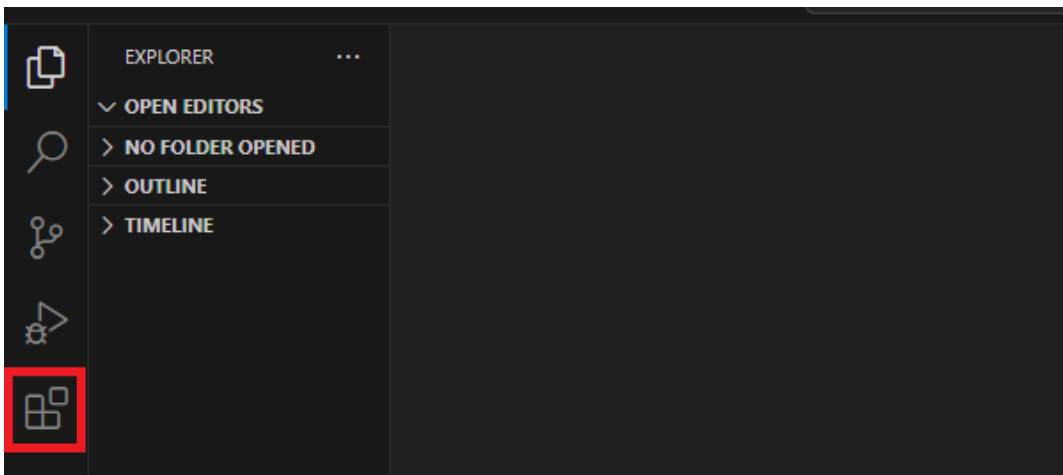 EXPLORER
OPEN EDITORS
NO FOLDER OPENED
OUTLINE
TIMELINE